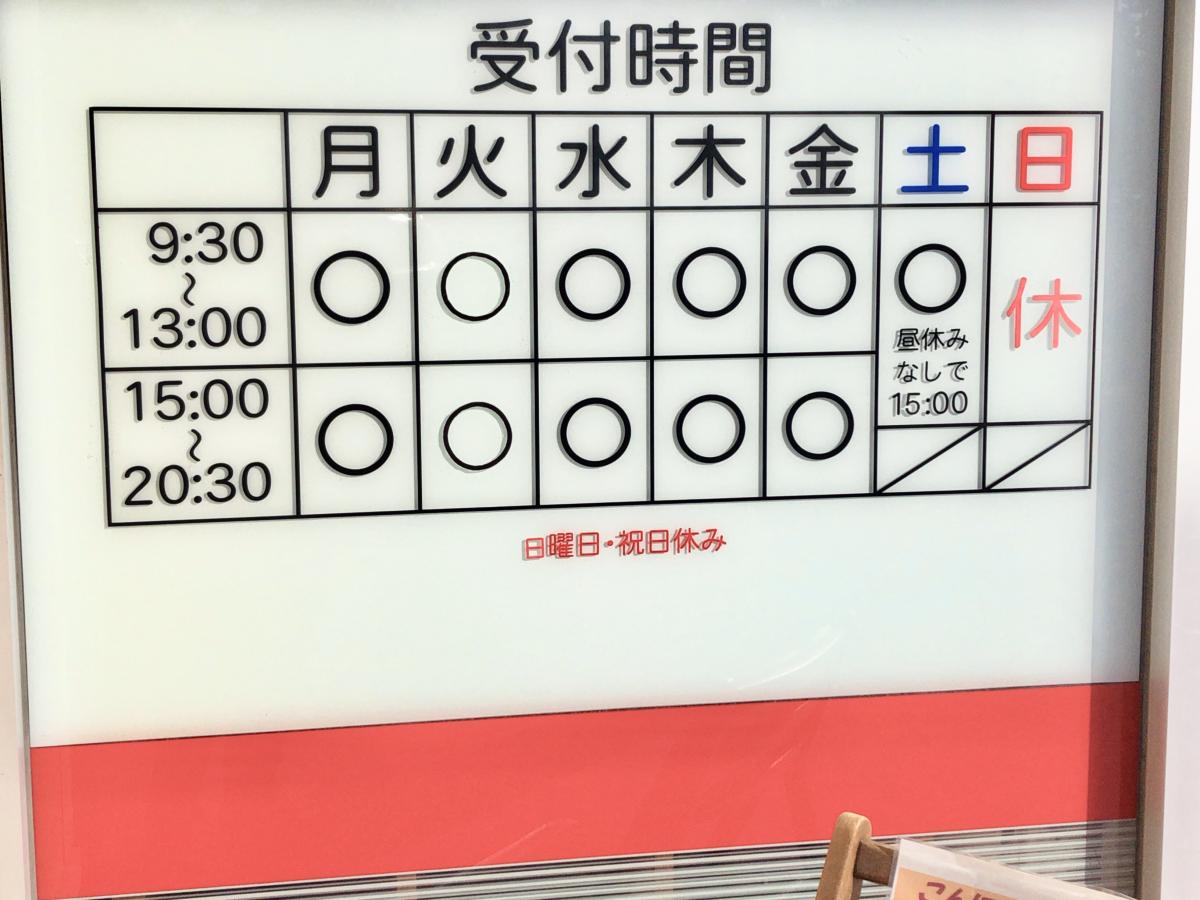 受付時間
月 火 水 木 金 土 日
9:30
〜
13:00
○ ○ ○ ○ ○ ○
昼休み
なしで
15:00
休
15:00
〜
20:30
○ ○ ○ ○ ○
日曜日・祝日休み